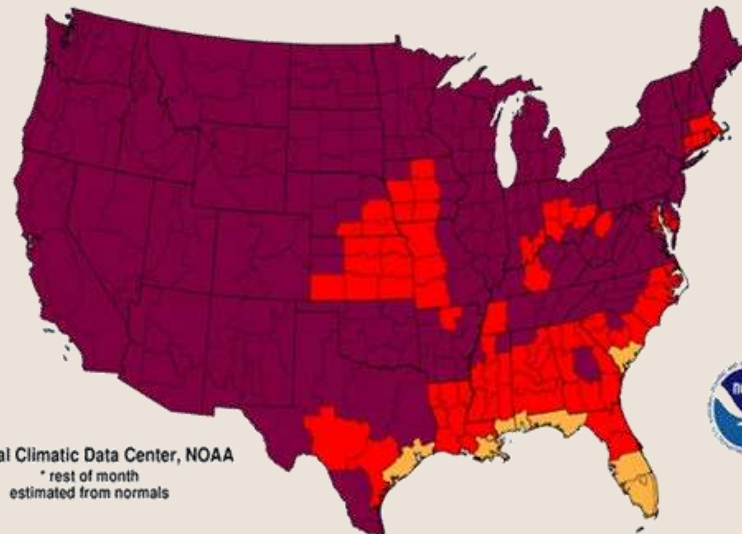 al Climatic Data Center, NOAA
* rest of month
estimated from normals